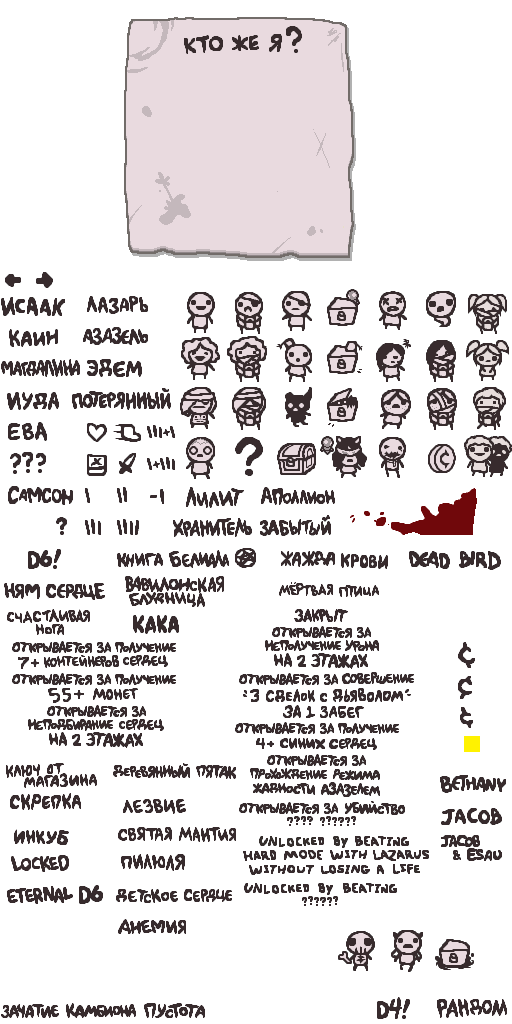 КТО ЖЕ Я?
ИСААК ЛАЗАРЬ
КАИН АЗАЗЕЛЬ
МАГДАЛИНА ЭДЕМ
ИУДА ПОТЕРЯННЫЙ
ЕВА
???
?
САМСОН
?
ЛИЛИТ АПОЛЛИОН
ХРАНИТЕЛЬ ЗАБЫТЫЙ
D6! КНИГА БЕЛИАЛА ЖАЖДА КРОВИ DEAD BIRD
НЯМ СЕРДЦЕ
ВАВИЛОНСКАЯ
БЛУДНИЦА
МЁРТВАЯ ПТИЦА
СЧАСТЛИВАЯ
НОГА
КАКА
ЗАКРЫТ
ОТКРЫВАЕТСЯ ЗА ПОЛУЧЕНИЕ
7+ КОНТЕЙНЕРОВ СЕРДЕЦ
ОТКРЫВАЕТСЯ ЗА ПОЛУЧЕНИЕ
55+ МОНЕТ
ОТКРЫВАЕТСЯ ЗА
НЕПОДБИРАНИЕ СЕРДЕЦ
НА 2 ЭТАЖАХ
ОТКРЫВАЕТСЯ ЗА
НЕПОЛУЧЕНИЕ УРОНА
НА 2 ЭТАЖАХ
ОТКРЫВАЕТСЯ ЗА СОВЕРШЕНИЕ
"3 СДЕЛОК С ДЬЯВОЛОМ"
ЗА 1 ЗАБЕГ
ОТКРЫВАЕТСЯ ЗА ПОЛУЧЕНИЕ
4+ СИНИХ СЕРДЕЦ
ОТКРЫВАЕТСЯ ЗА
ПРОХОЖДЕНИЕ РЕЖИМА
ЖАДНОСТИ АЗАЗЕЛЕМ
ОТКРЫВАЕТСЯ ЗА УБИЙСТВО
???? ??????
UNLOCKED BY BEATING
HARD MODE WITH LAZARUS
WITHOUT LOSING A LIFE
UNLOCKED BY BEATING
??????
¢
¢
¢
КЛЮЧ ОТ
МАГАЗИНА
ДЕРЕВЯННЫЙ ПЯТАК
СКРЕПКА ЛЕЗВИЕ
ИНКУБ СВЯТАЯ МАНТИЯ
LOCKED ПИЛЮЛЯ
ETERNAL D6 ДЕТСКОЕ СЕРДЦЕ
АНЕМИЯ
BETHANY
JACOB
JACOB
& ESAU
ЗАЧАТИЕ КАМБИОНА ПУСТОТА
D4! РАНДОМ